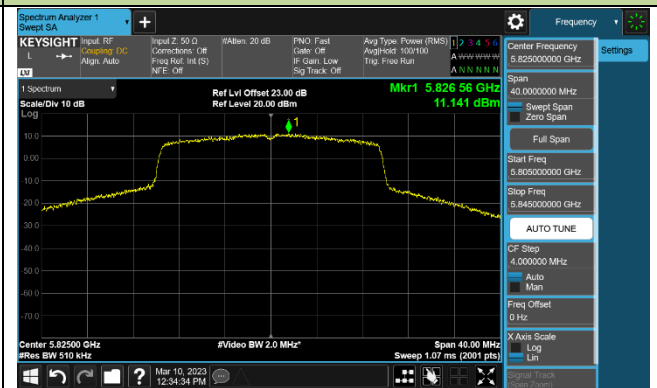 Spectrum Analyzer 1
Swept SA
Frequency
KEYSIGHT
L
LXI
Input: RF
Coupling: DC
Align: Auto
Input Z: 50 Ω
Corrections: Off
Freq Ref: Int (S)
NFE: Off
#Atten: 20 dB
PNO: Fast
Gate: Off
IF Gain: Low
Sig Track: Off
Avg Type: Power (RMS)
Avg|Hold: 100/100
Trig: Free Run
1 2 3 4 5 6
A W W W W W
A N N N N N
1 Spectrum
Scale/Div 10 dB
Log
Ref Lvl Offset 23.00 dB
Ref Level 20.00 dBm
Mkr1 5.826 56 GHz
11.141 dBm
1
10.0
0.00
-10.0
-20.0
-30.0
-40.0
-50.0
-60.0
-70.0
Center 5.82500 GHz
#Res BW 510 kHz
#Video BW 2.0 MHz*
Span 40.00 MHz
Sweep 1.07 ms (2001 pts)
Mar 10, 2023
12:34:34 PM
?
Center Frequency
5.825000000 GHz
Settings
Span
40.0000000 MHz
Swept Span
Zero Span
Full Span
Start Freq
5.805000000 GHz
Stop Freq
5.845000000 GHz
AUTO TUNE
CF Step
4.000000 MHz
Auto
Man
Freq Offset
0 Hz
X Axis Scale
Log
Lin
Signal Track
(Span Zoom)